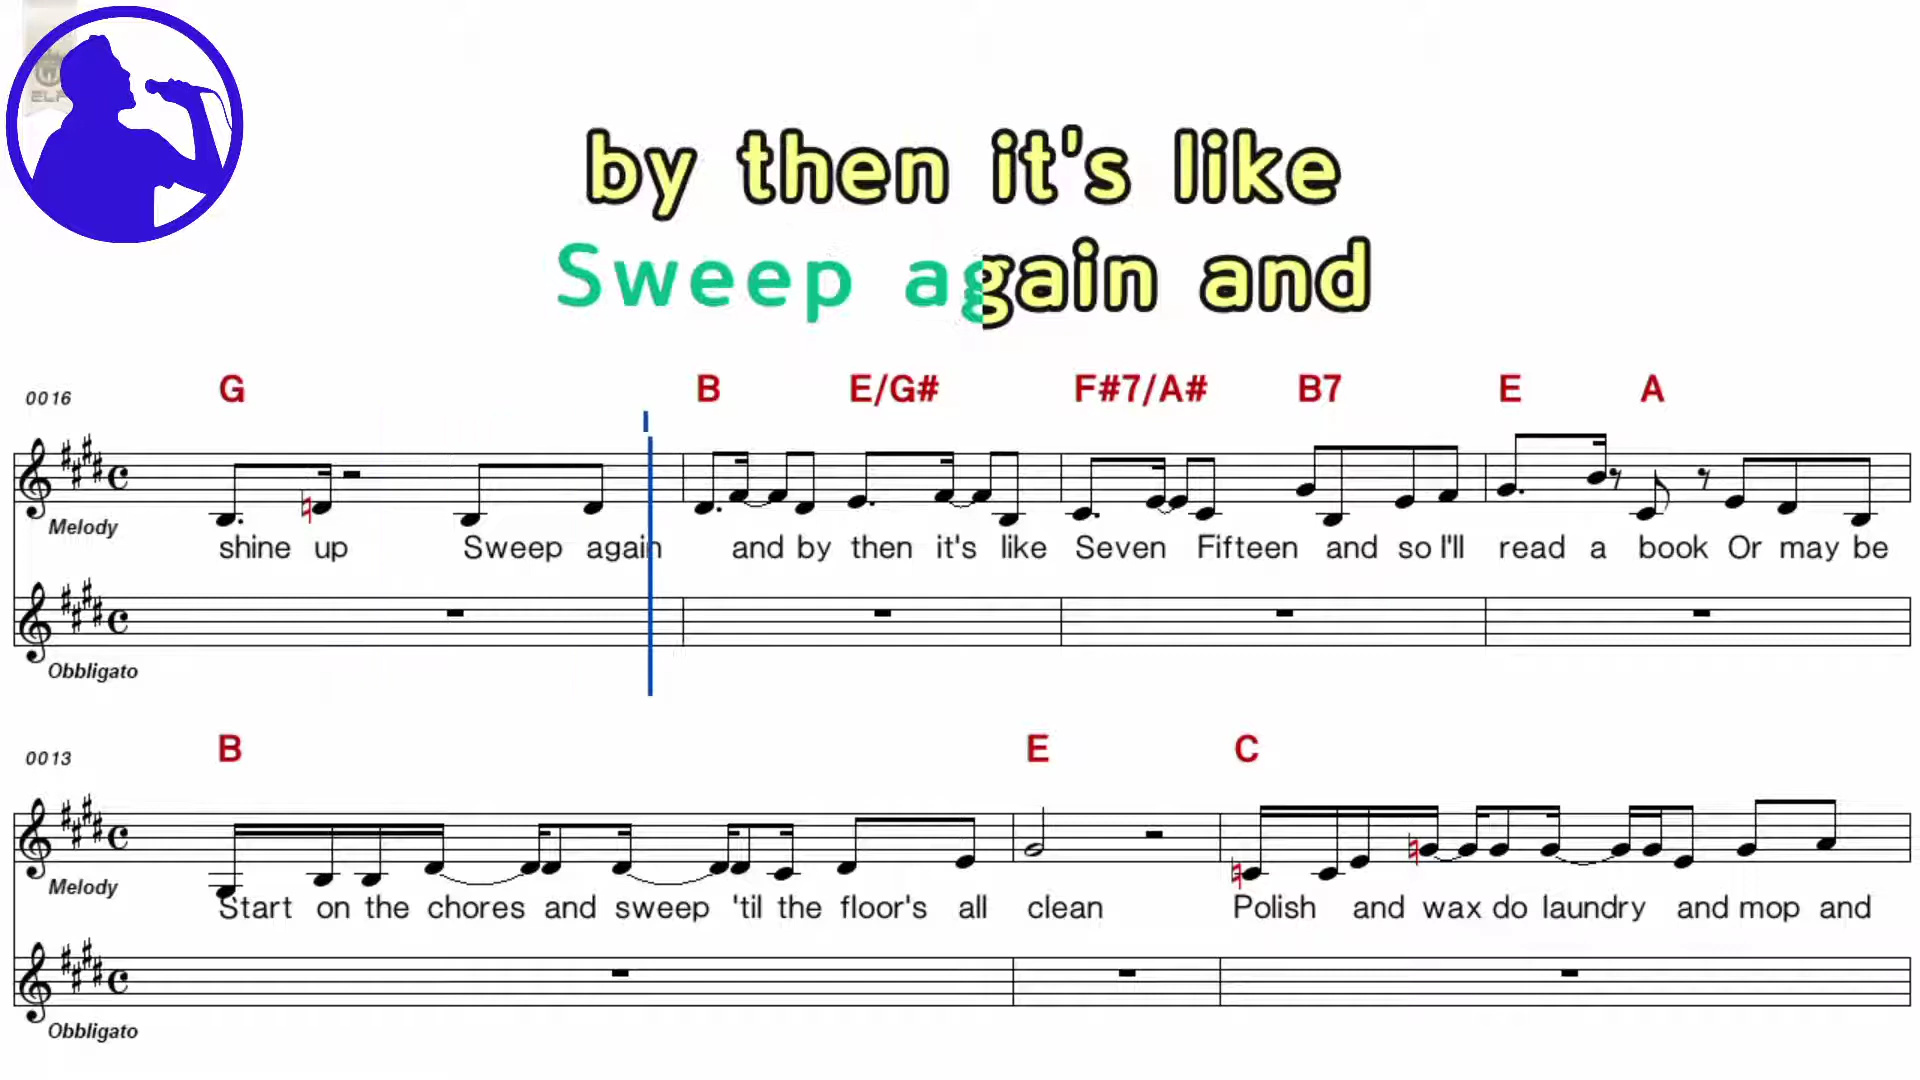 by then it's like
Sweep again and
0016 G B E/G# F#7/A# B7 E A
Melody
shine up Sweep again and by then it's like Seven Fifteen and so I'll read a book Or may be
Obbligato
0013 B E C
Melody
Start on the chores and sweep 'til the floor's all clean Polish and wax do laundry and mop and
Obbligato